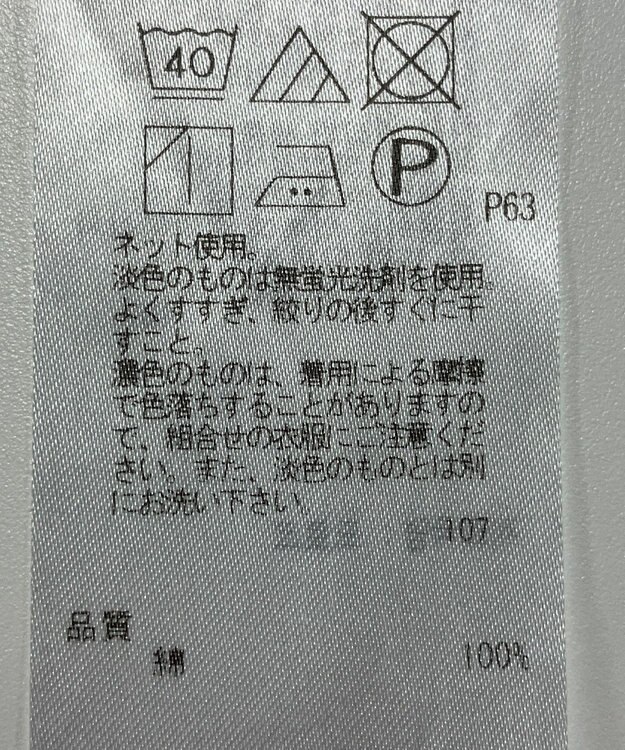 40
P
P63
ネット使用。
淡色のものは無蛍光洗剤を使用。
よくすすぎ、絞りの後すぐに干
すこと。
濃色のものは、着用による摩擦
で色落ちすることがありますの
で、組合せの衣服にご注意くだ
さい。また、淡色のものとは別
にお洗い下さい。
107
品質
綿 100%